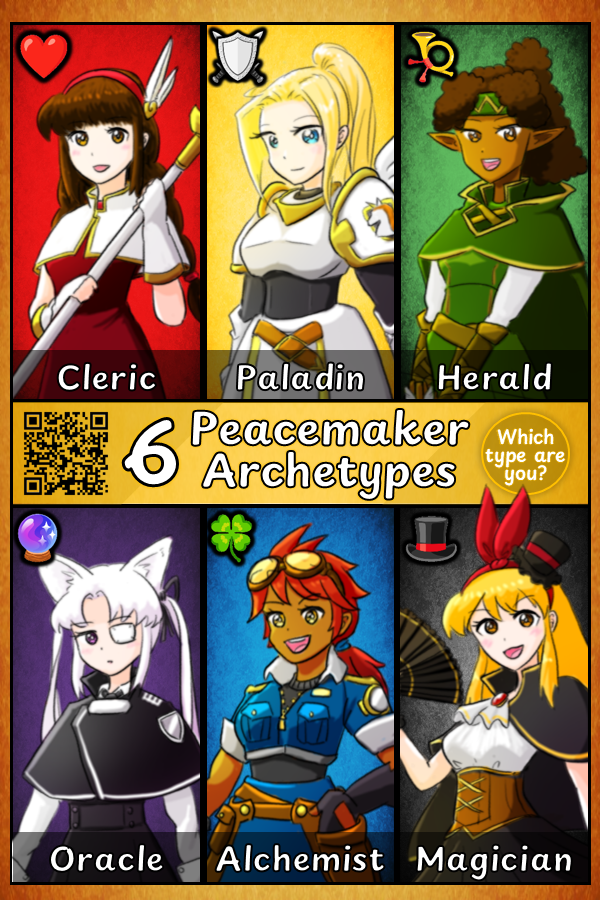 Cleric
Paladin
Herald
6 Peacemaker
Archetypes
Which
type are
you?
Oracle
Alchemist
Magician